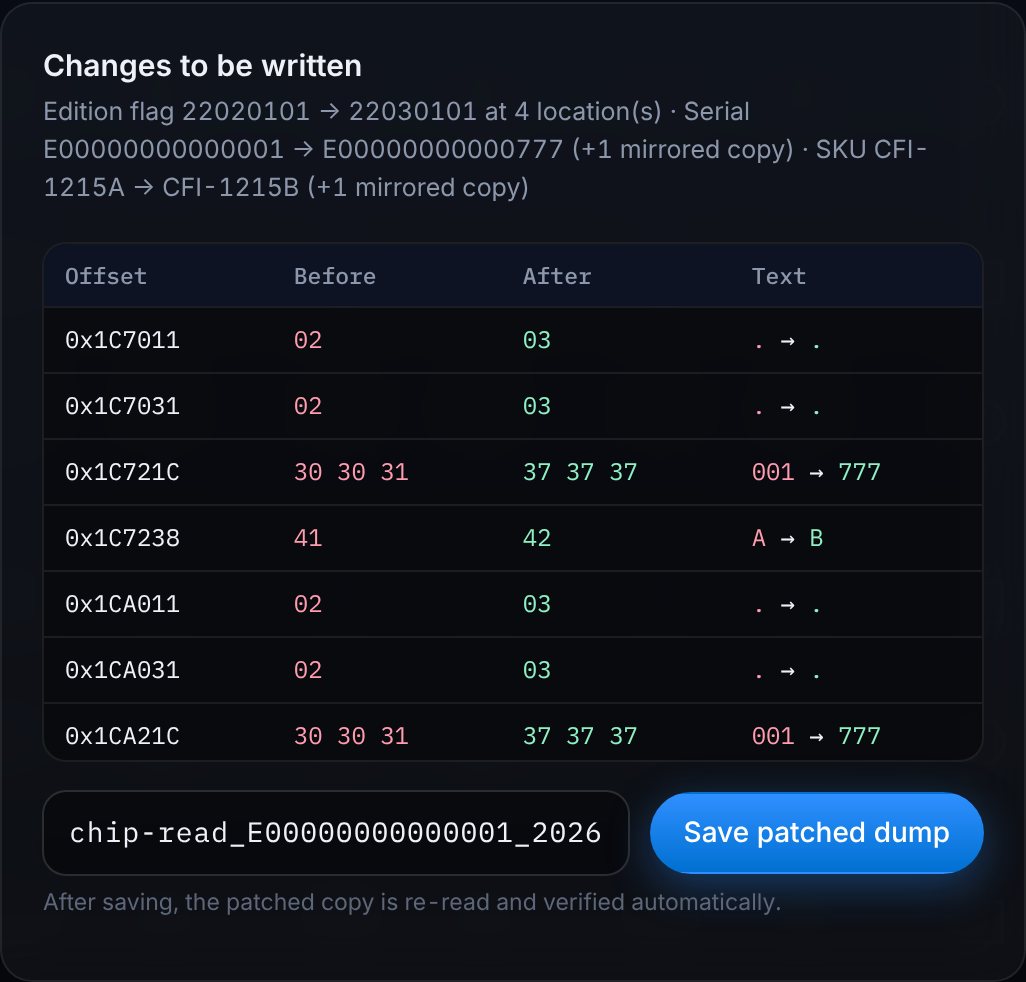 Changes to be written
Edition flag 22020101 → 22030101 at 4 location(s) · Serial
E00000000000001 → E00000000000777 (+1 mirrored copy) · SKU CFI-
1215A → CFI-1215B (+1 mirrored copy)
Offset Before After Text
0x1C7011 02 03 . → .
0x1C7031 02 03 . → .
0x1C721C 30 30 31 37 37 37 001 → 777
0x1C7238 41 42 A → B
0x1CA011 02 03 . → .
0x1CA031 02 03 . → .
0x1CA21C 30 30 31 37 37 37 001 → 777
chip-read_E00000000000001_2026 Save patched dump
After saving, the patched copy is re-read and verified automatically.